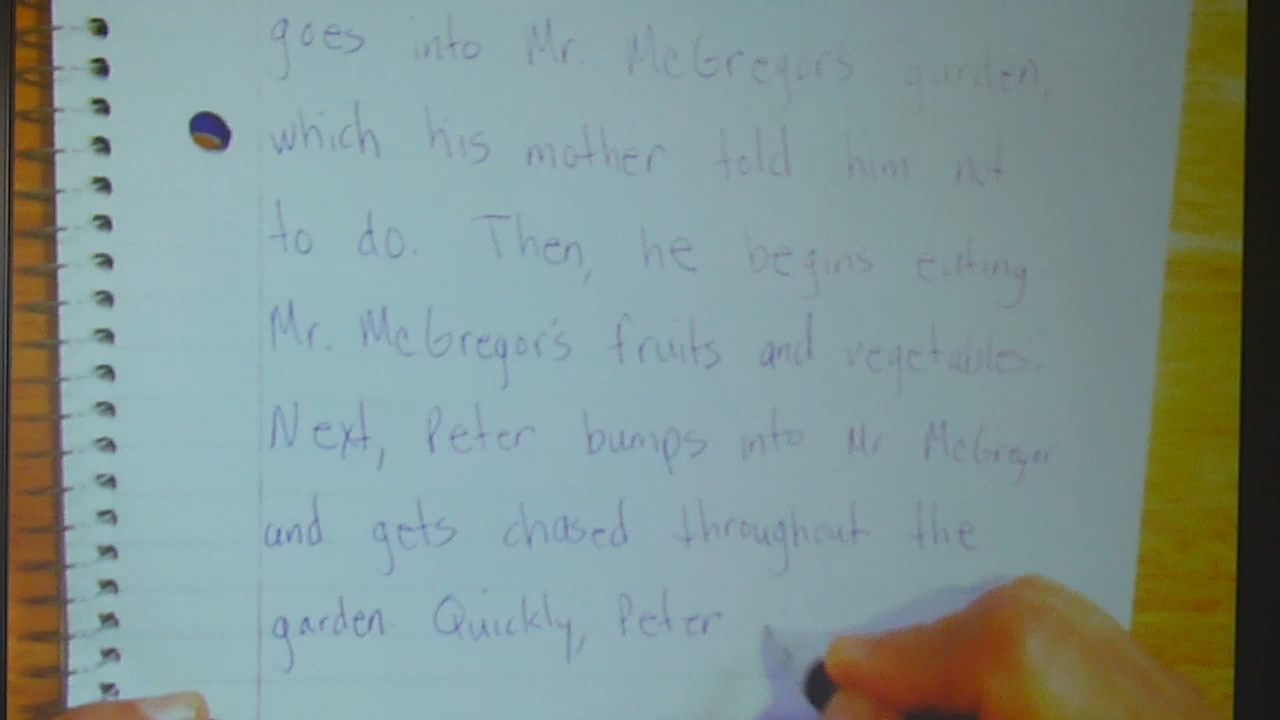 goes into Mr. McGregors garden,
which his mother told him not
to do. Then, he begins eating
Mr. McGregor's fruits and vegetables.
Next, Peter bumps into Mr McGregor
and gets chased throughout the
garden. Quickly, Peter